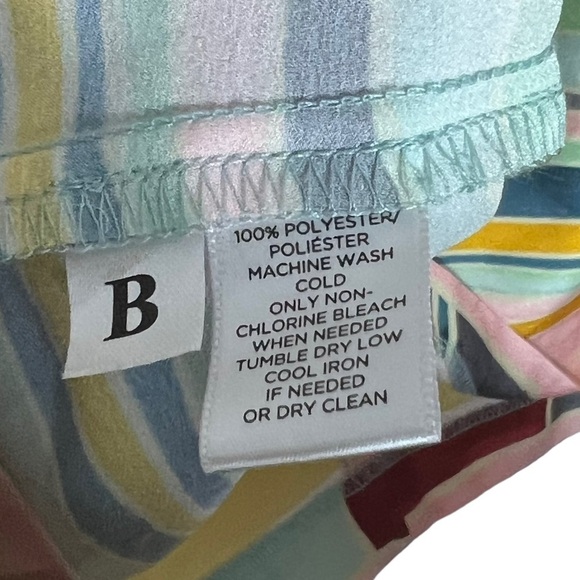 B
100% POLYESTER/
POLIÉSTER
MACHINE WASH
COLD
ONLY NON-
CHLORINE BLEACH
WHEN NEEDED
TUMBLE DRY LOW
COOL IRON
IF NEEDED
OR DRY CLEAN